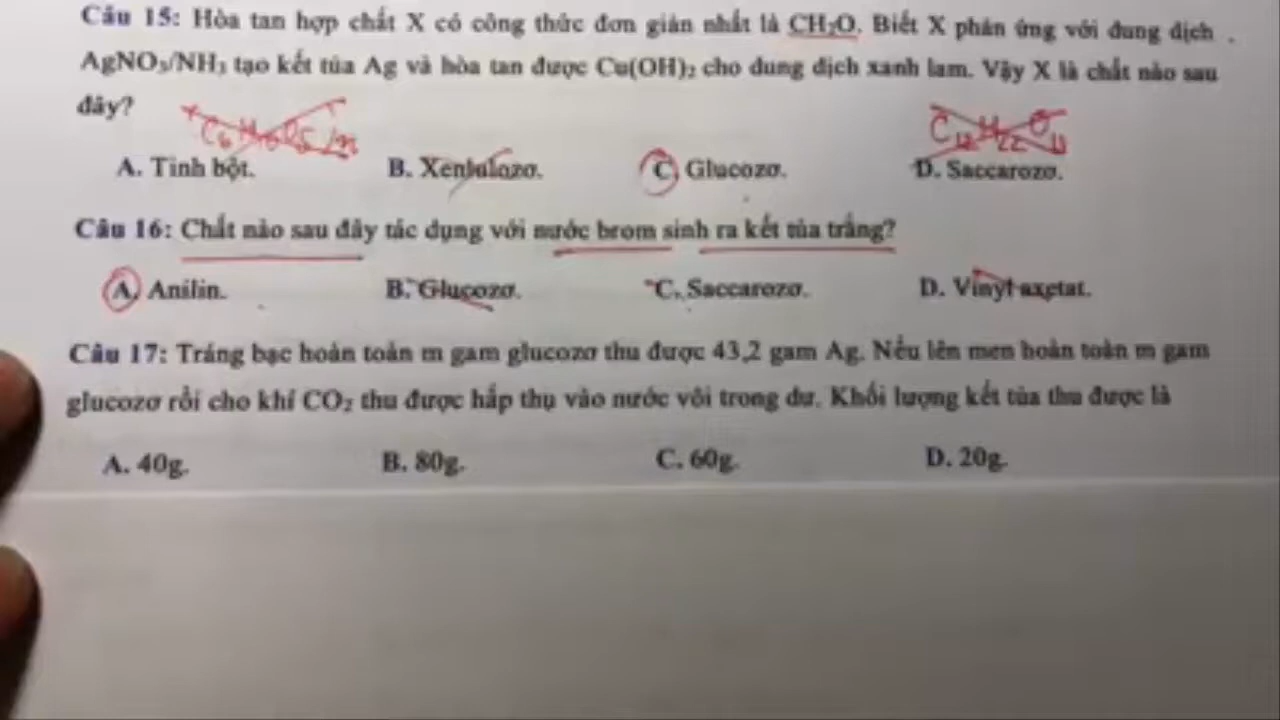 Câu 15: Hòa tan hợp chất X có công thức đơn giản nhất là CH₂O. Biết X phản ứng với dung dịch
AgNO₃/NH₃ tạo kết tủa Ag và hòa tan được Cu(OH)₂ cho dung dịch xanh lam. Vậy X là chất nào sau
đây?
C₁₂H₂₂O₁₁
A. Tinh bột. B. Xenlulozơ. C. Glucozơ. D. Saccarozơ.
Câu 16: Chất nào sau đây tác dụng với nước brom sinh ra kết tủa trắng?
A. Anilin. B. Glucozơ. C. Saccarozơ. D. Vinyl axetat.
Câu 17: Tráng bạc hoàn toàn m gam glucozơ thu được 43,2 gam Ag. Nếu lên men hoàn toàn m gam
glucozơ rồi cho khí CO₂ thu được hấp thụ vào nước vôi trong dư. Khối lượng kết tủa thu được là
A. 40g. B. 80g. C. 60g. D. 20g.